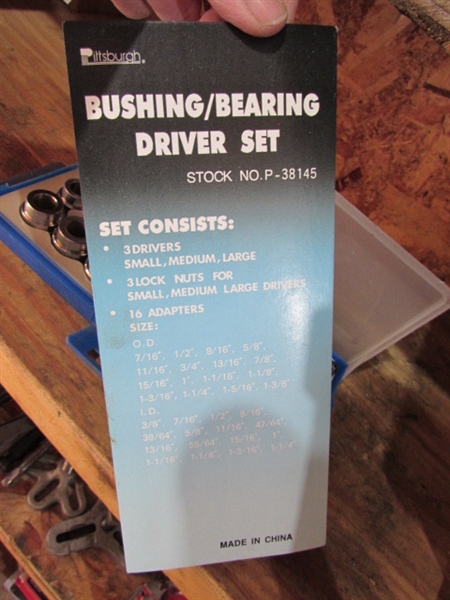 Pittsburgh®
BUSHING/BEARING
DRIVER SET
STOCK NO.P-38145
SET CONSISTS:
• 3 DRIVERS
SMALL, MEDIUM, LARGE
• 3 LOCK NUTS FOR
SMALL, MEDIUM LARGE DRIVERS
• 16 ADAPTERS
SIZE:
O.D.
7/16", 1/2", 9/16", 5/8",
11/16", 3/4", 13/16", 7/8",
15/16", 1", 1-1/16", 1-1/8",
1-3/16", 1-1/4", 1-5/16", 1-3/8"
I.D.
3/8", 7/16", 1/2", 9/16",
39/64", 5/8", 11/16", 47/64",
13/16", 55/64", 15/16", 1",
1-1/16", 1-1/8", 1-3/16", 1-1/4"
MADE IN CHINA